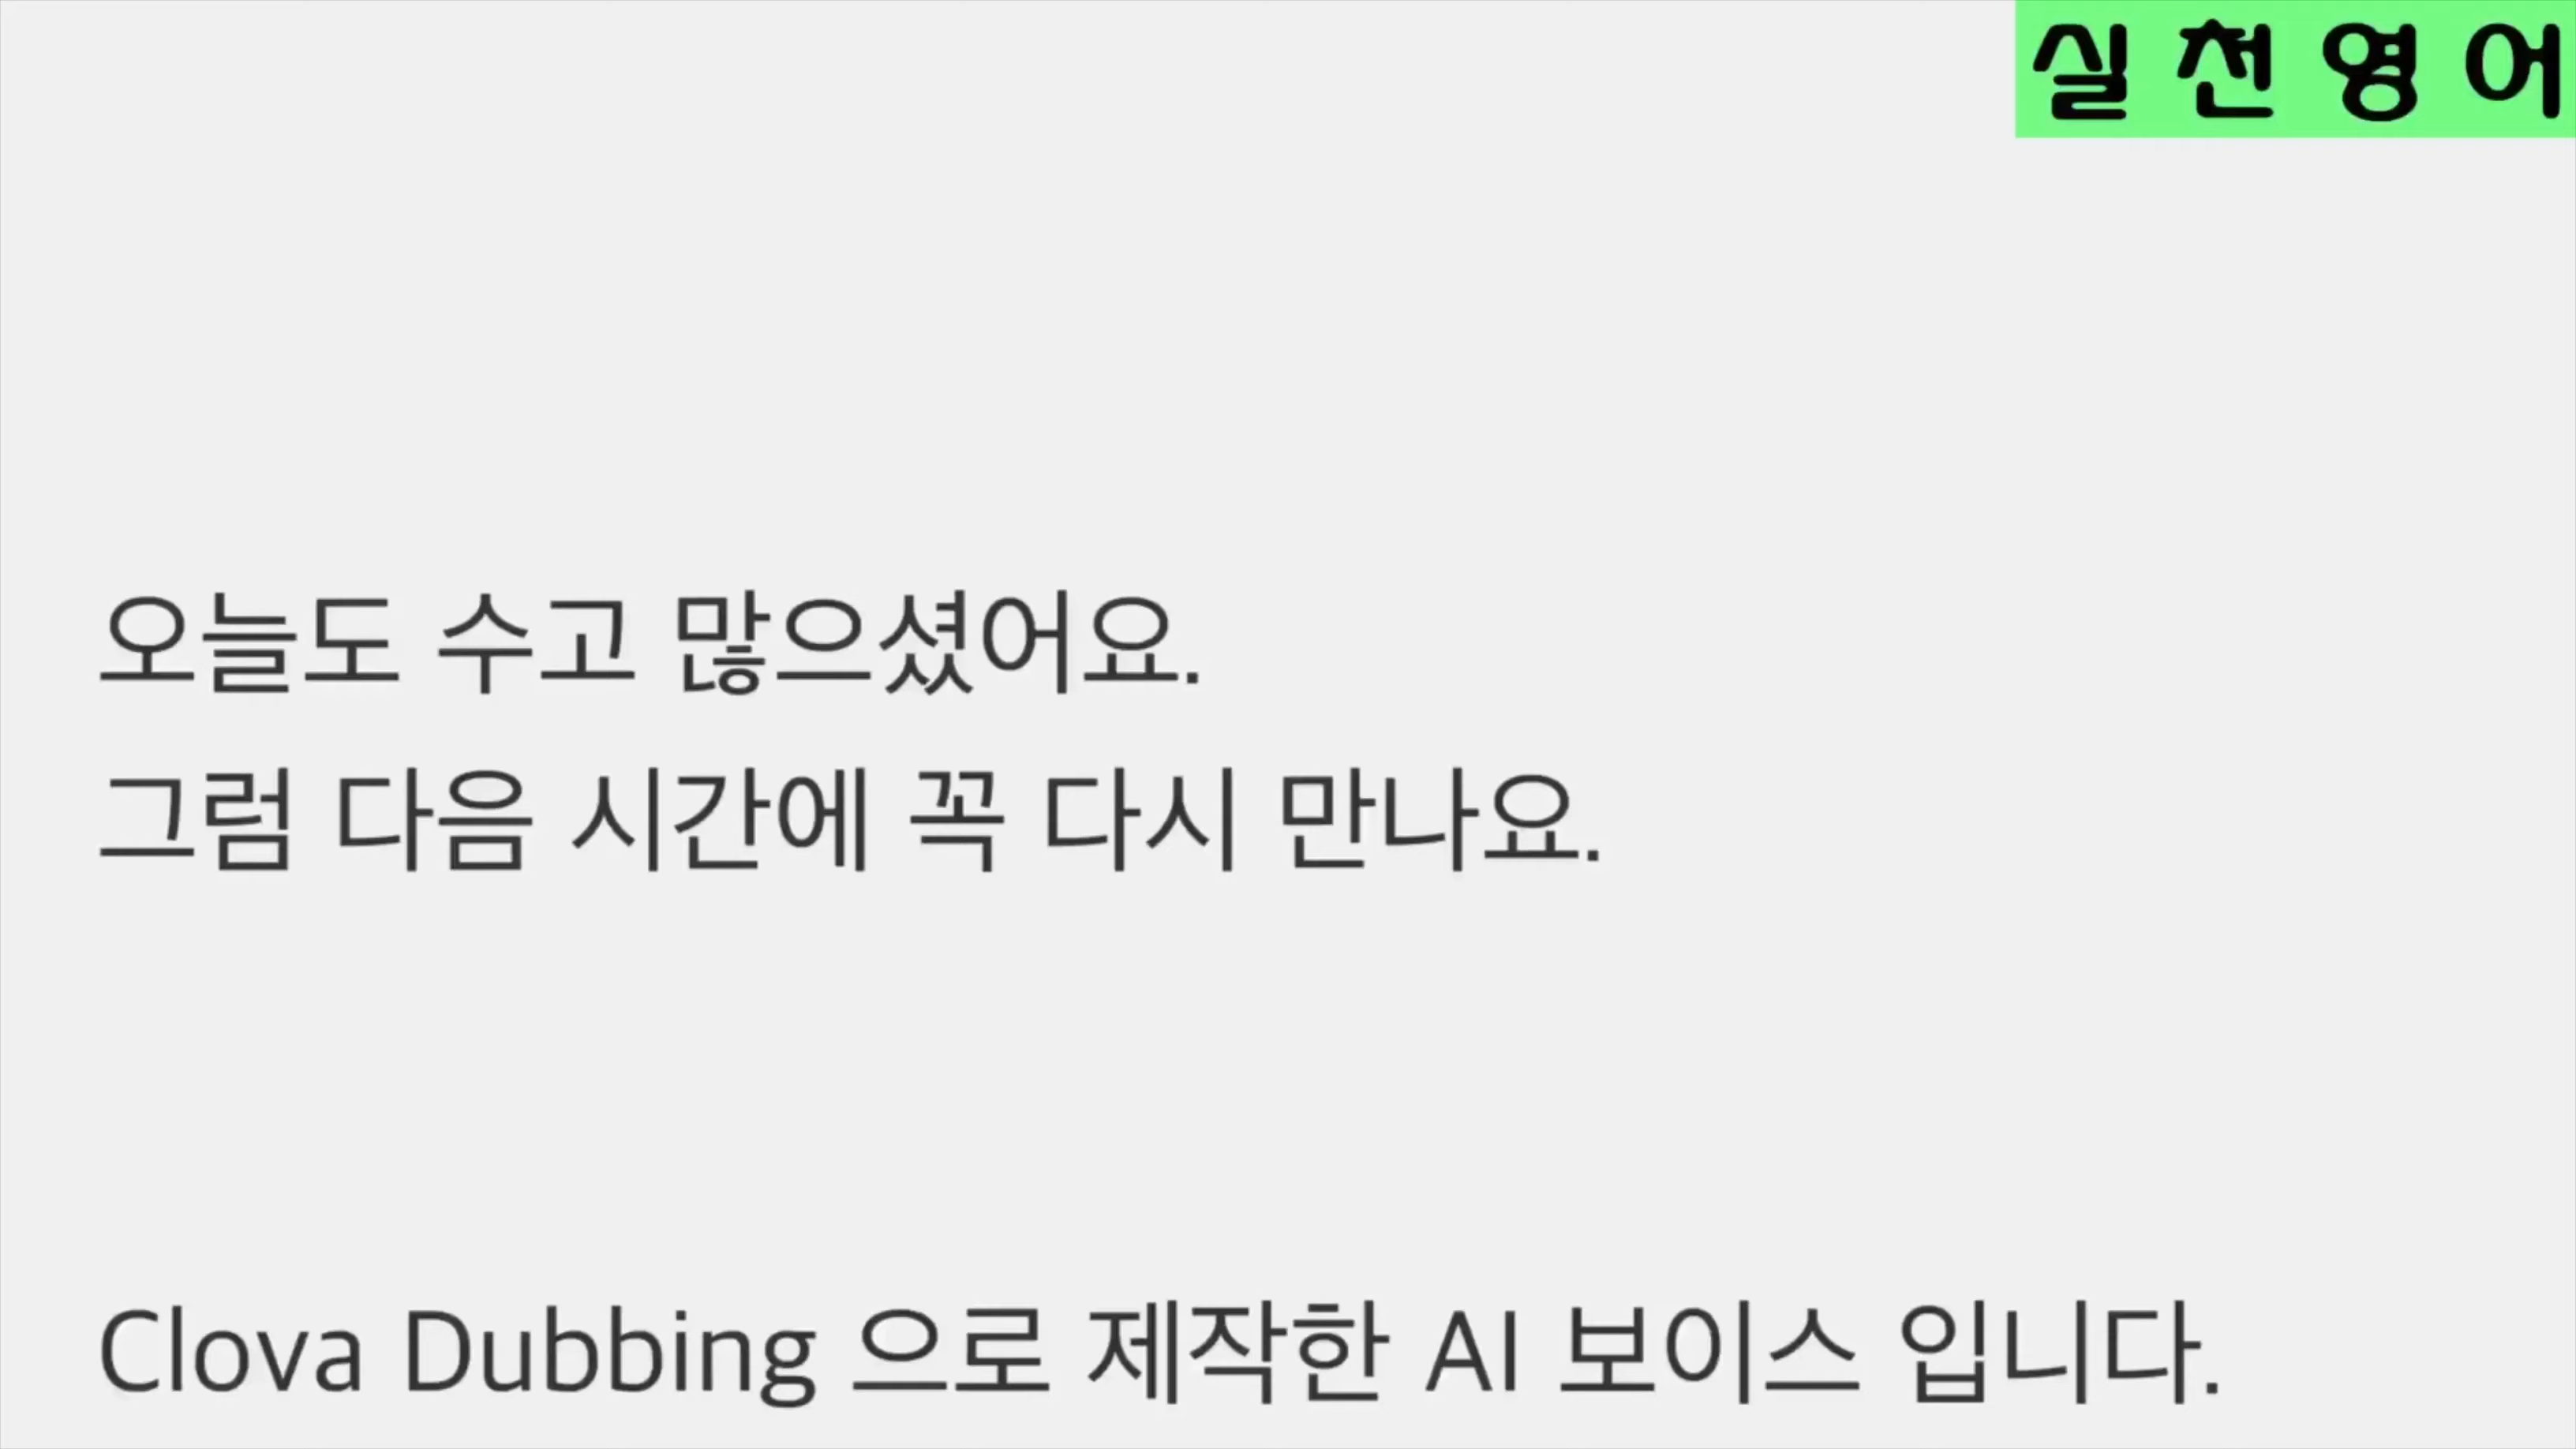 실천영어
오늘도 수고 많으셨어요.
그럼 다음 시간에 꼭 다시 만나요.
Clova Dubbing 으로 제작한 AI 보이스 입니다.